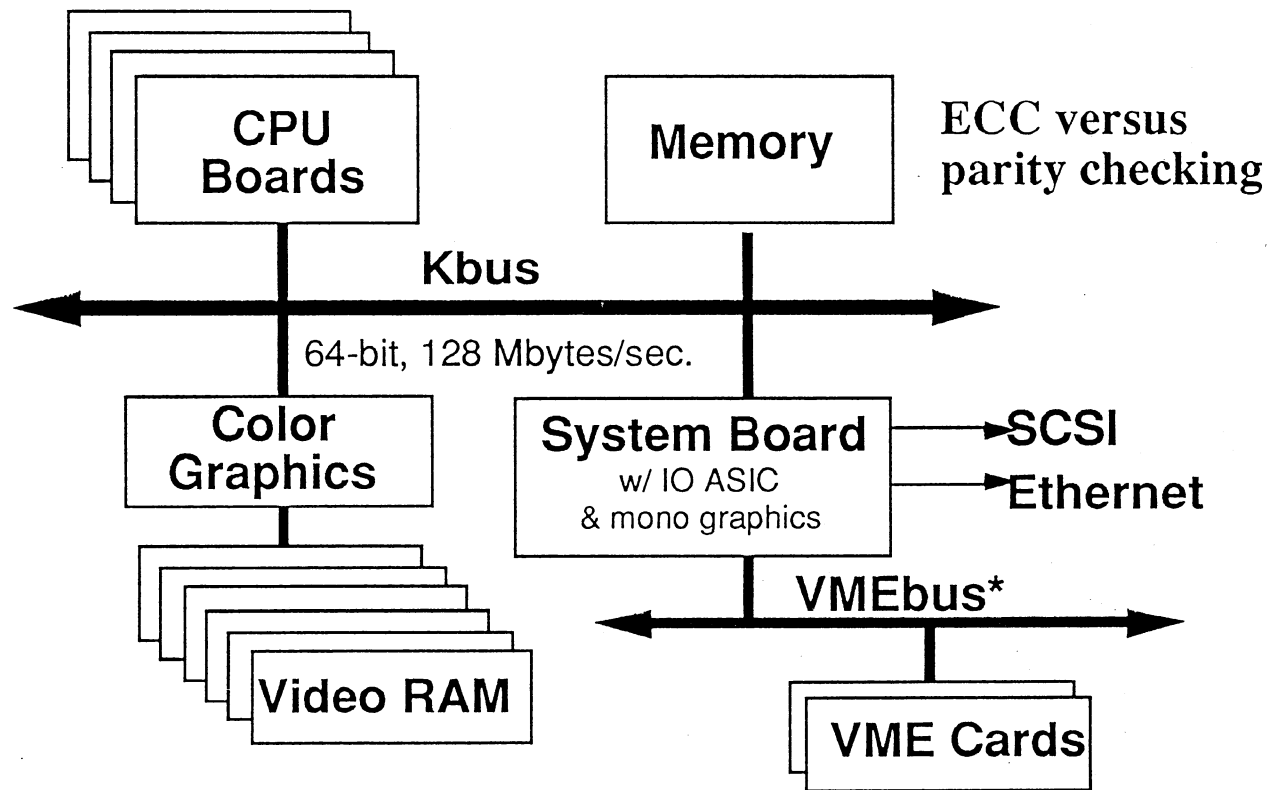 CPU
Boards
Memory
ECC versus
parity checking
Kbus
64-bit, 128 Mbytes/sec.
Color
Graphics
System Board
w/ IO ASIC
& mono graphics
SCSI
Ethernet
VMEbus*
Video RAM
VME Cards